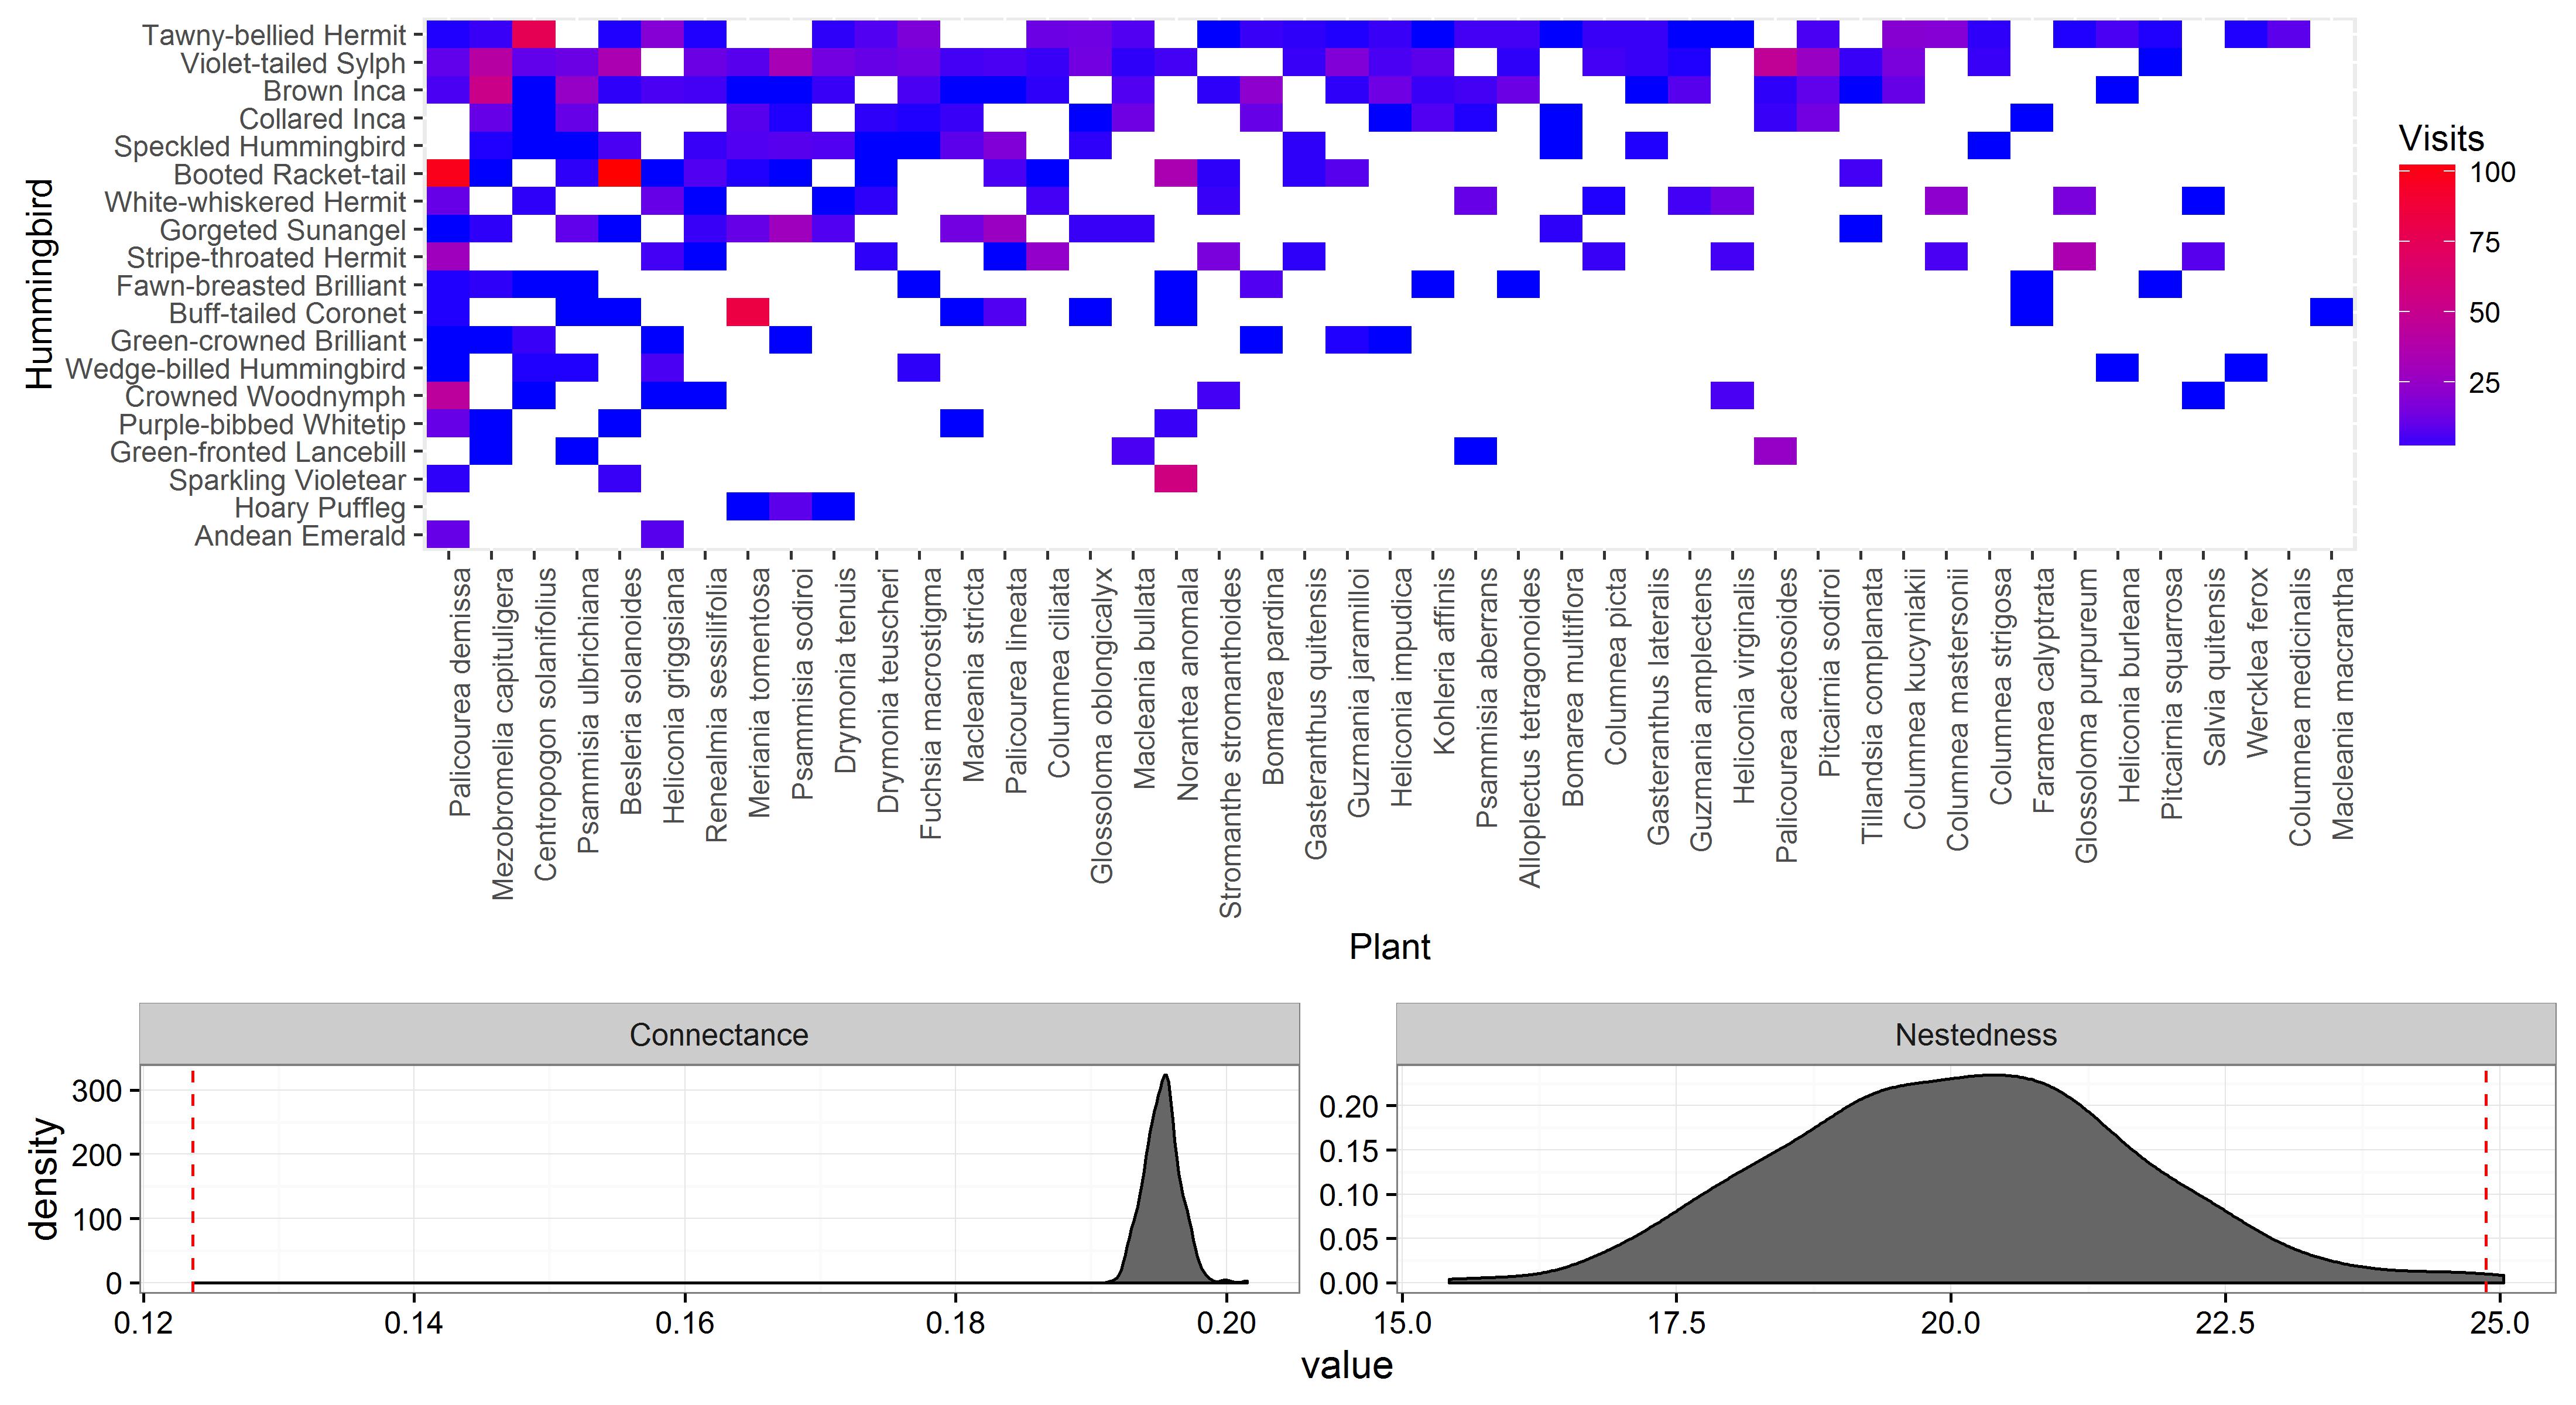 Hummingbird
Tawny-bellied Hermit
Violet-tailed Sylph
Brown Inca
Collared Inca
Speckled Hummingbird
Booted Racket-tail
White-whiskered Hermit
Gorgeted Sunangel
Stripe-throated Hermit
Fawn-breasted Brilliant
Buff-tailed Coronet
Green-crowned Brilliant
Wedge-billed Hummingbird
Crowned Woodnymph
Purple-bibbed Whitetip
Green-fronted Lancebill
Sparkling Violetear
Hoary Puffleg
Andean Emerald
Visits
100
75
50
25
Palicourea demissa
Mezobromelia capituligera
Centropogon solanifolius
Psammisia ulbrichiana
Besleria solanoides
Heliconia griggsiana
Renealmia sessilifolia
Meriania tomentosa
Psammisia sodiroi
Drymonia tenuis
Drymonia teuscheri
Fuchsia macrostigma
Macleania stricta
Palicourea lineata
Columnea ciliata
Glossoloma oblongicalyx
Macleania bullata
Norantea anomala
Stromanthe stromanthoides
Bomarea pardina
Gasteranthus quitensis
Guzmania jaramilloi
Heliconia impudica
Kohleria affinis
Psammisia aberrans
Alloplectus tetragonoides
Bomarea multiflora
Columnea picta
Gasteranthus lateralis
Guzmania amplectens
Heliconia virginalis
Palicourea acetosoides
Pitcairnia sodiroi
Tillandsia complanata
Columnea kucyniakii
Columnea mastersonii
Columnea strigosa
Faramea calyptrata
Glossoloma purpureum
Heliconia burleana
Pitcairnia squarrosa
Salvia quitensis
Wercklea ferox
Columnea medicinalis
Macleania macrantha
Plant
Connectance
Nestedness
density
300
200
100
0
0.12
0.14
0.16
0.18
0.20
0.20
0.15
0.10
0.05
0.00
15.0
17.5
20.0
22.5
25.0
value